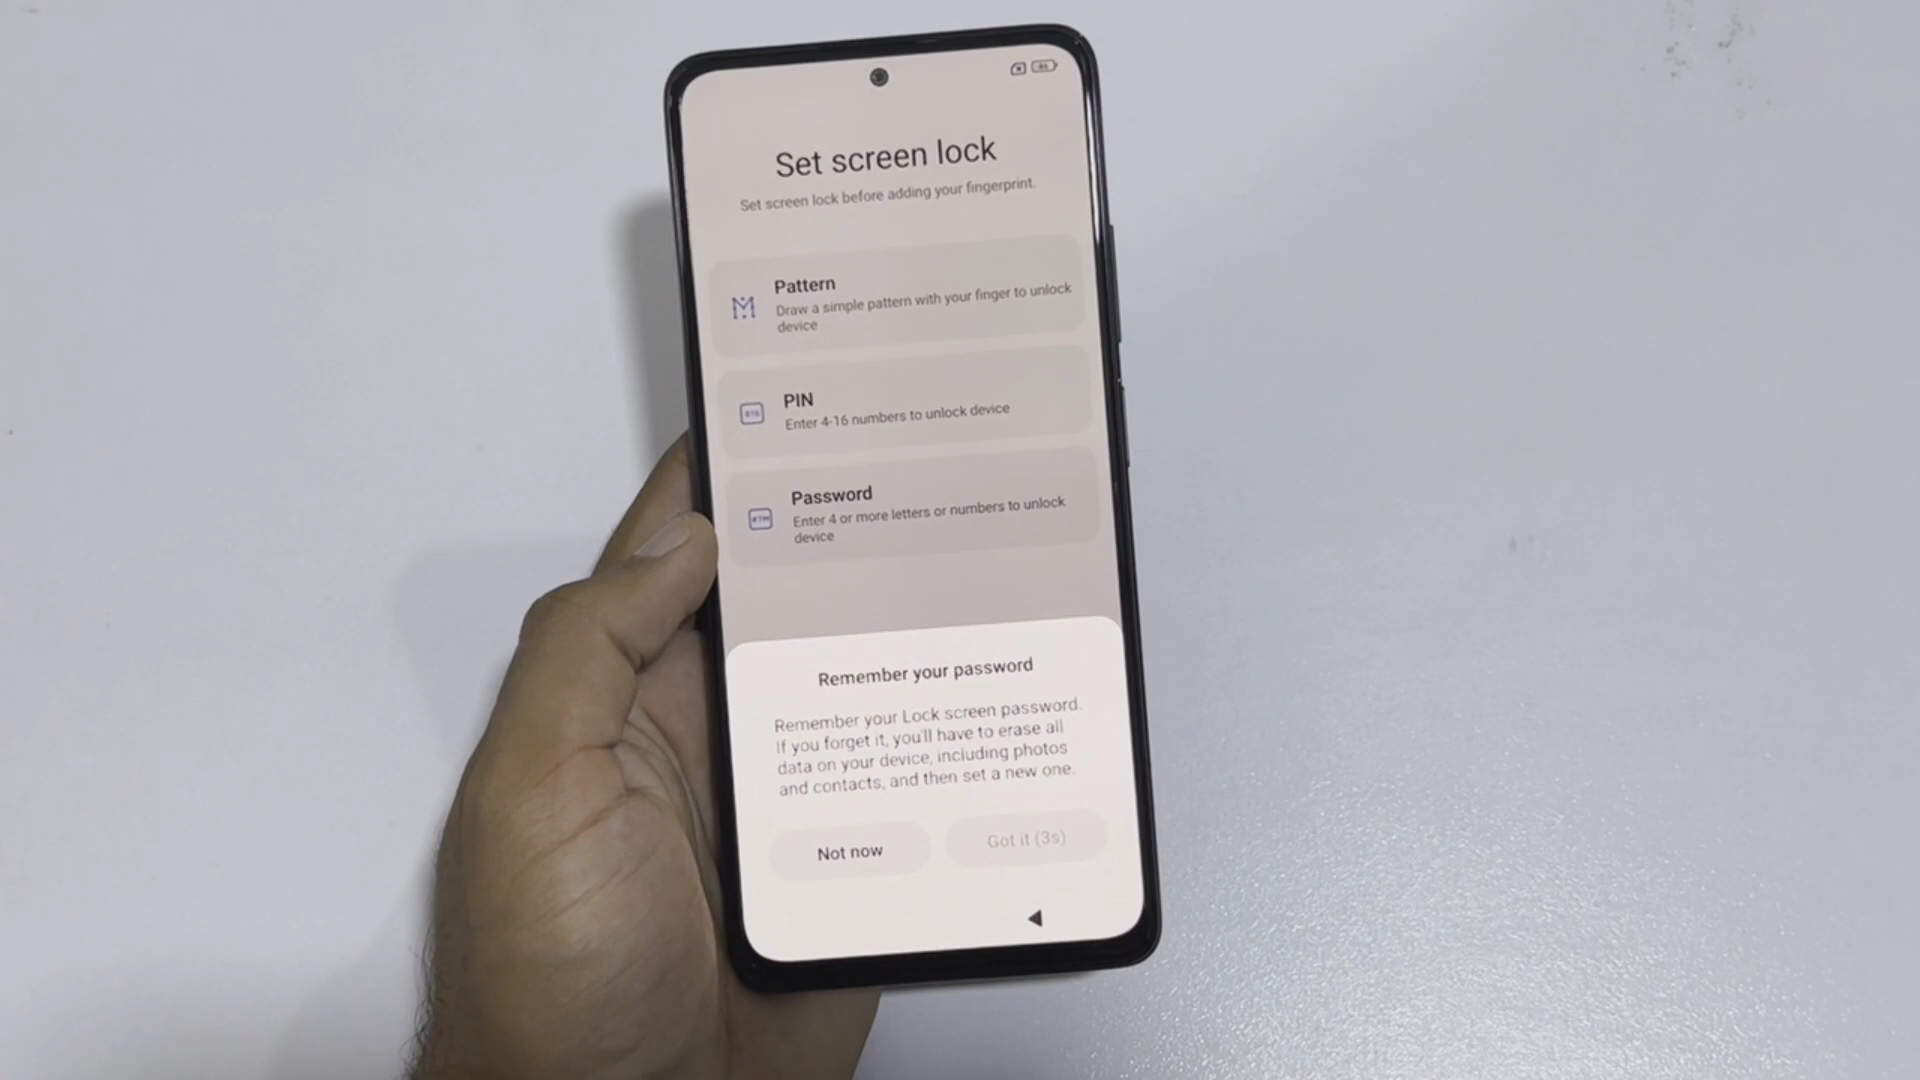 Set screen lock
Set screen lock before adding your fingerprint.
Pattern
Draw a simple pattern with your finger to unlock
device
PIN
Enter 4-16 numbers to unlock device
Password
Enter 4 or more letters or numbers to unlock
device
Remember your password
Remember your Lock screen password.
If you forget it, you'll have to erase all
data on your device, including photos
and contacts, and then set a new one.
Not now
Got it (3s)